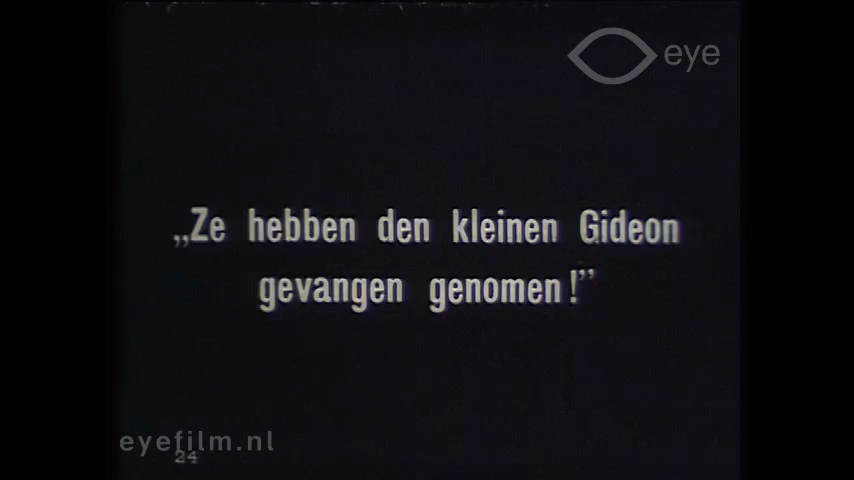 eye
„Ze hebben den kleinen Gideon
gevangen genomen!”
eyefilm.nl
24